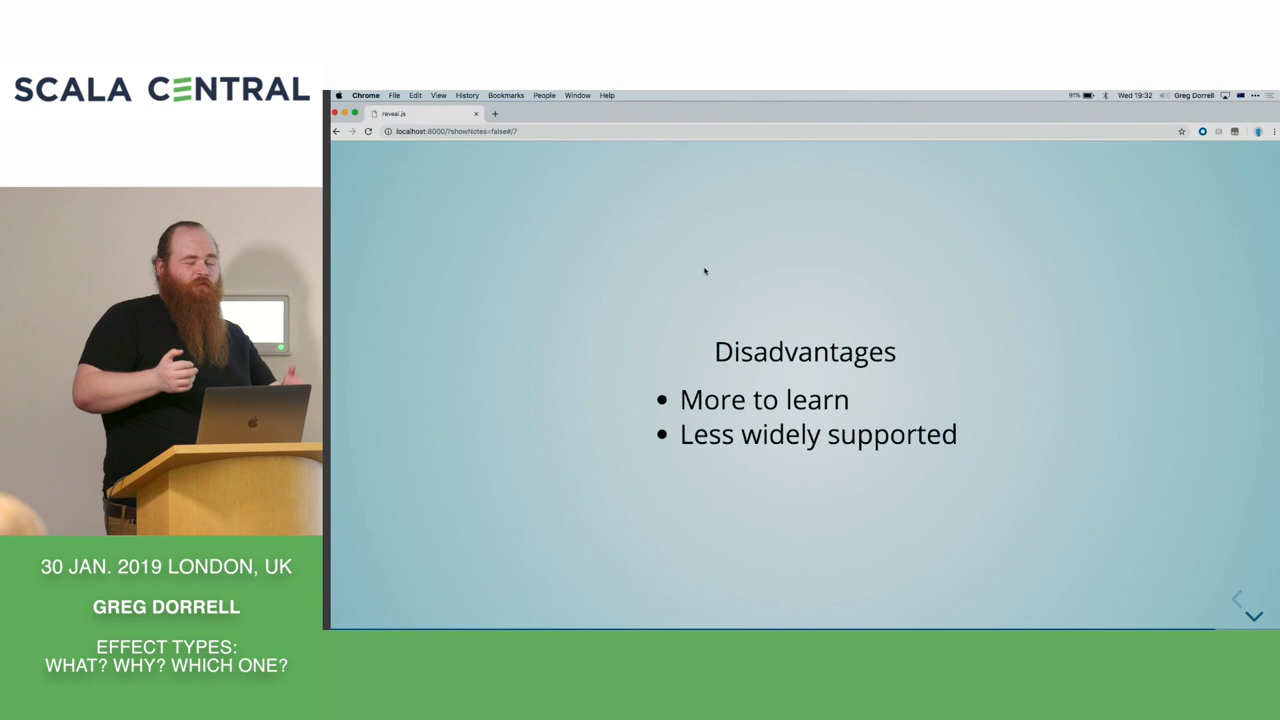 SCALA CENTRAL
Chrome File Edit View History Bookmarks People Window Help
91% Wed 19:32 Greg Dorrell
reveal.js
localhost:8000/?showNotes=false#/7
Disadvantages
• More to learn
• Less widely supported
30 JAN. 2019 LONDON, UK
GREG DORRELL
EFFECT TYPES:
WHAT? WHY? WHICH ONE?